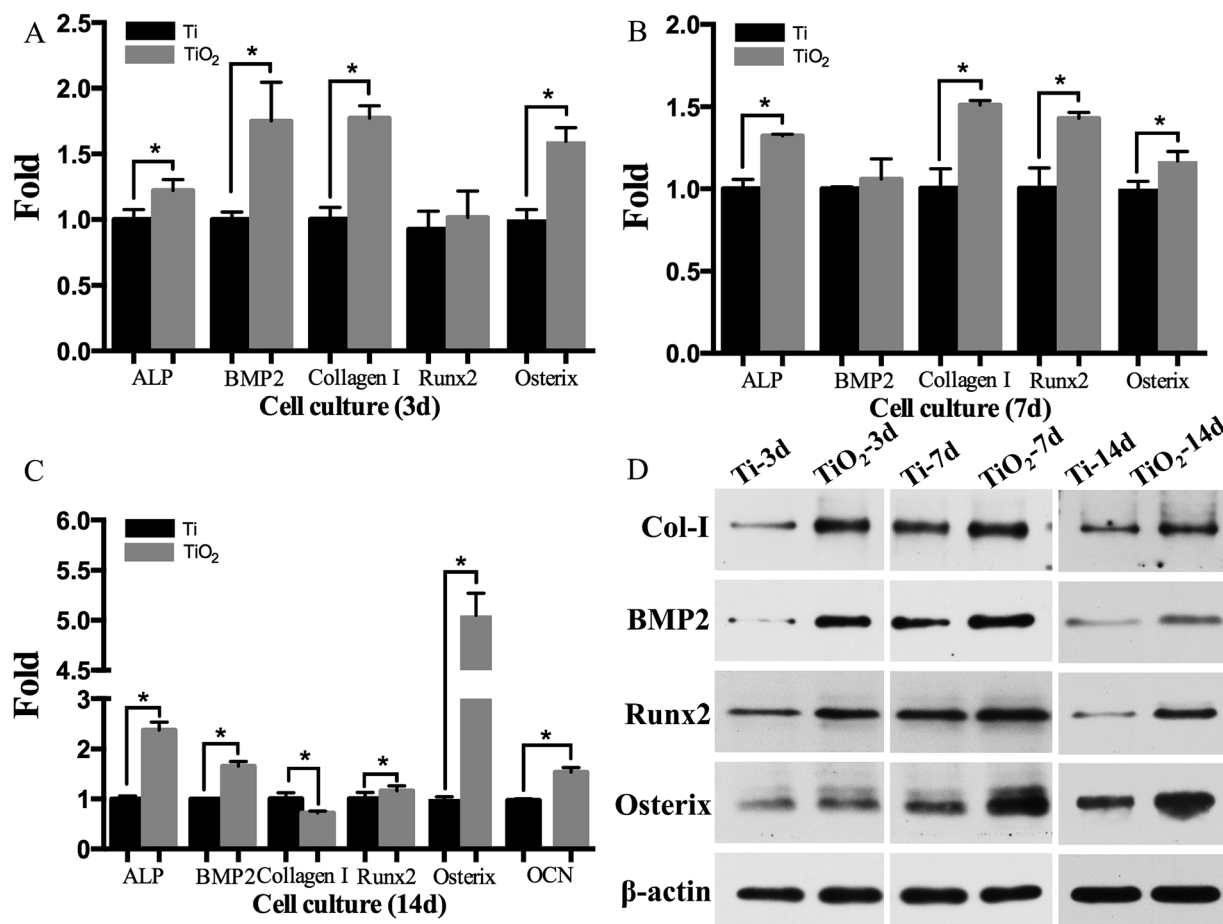 A
Ti
TiO2
*
*
*
*
2.5
2.0
1.5
1.0
0.5
0.0
Fold
ALP
BMP2
Collagen I
Runx2
Osterix
Cell culture (3d)
B
Ti
TiO2
*
*
*
*
2.0
1.5
1.0
0.5
0.0
Fold
ALP
BMP2
Collagen I
Runx2
Osterix
Cell culture (7d)
C
Ti
TiO2
*
*
*
*
*
*
6.0
5.5
5.0
4.5
3
2
1
0
Fold
ALP
BMP2
Collagen I
Runx2
Osterix
OCN
Cell culture (14d)
D
Ti-3d
TiO2-3d
Ti-7d
TiO2-7d
Ti-14d
TiO2-14d
Col-I
BMP2
Runx2
Osterix
β-actin